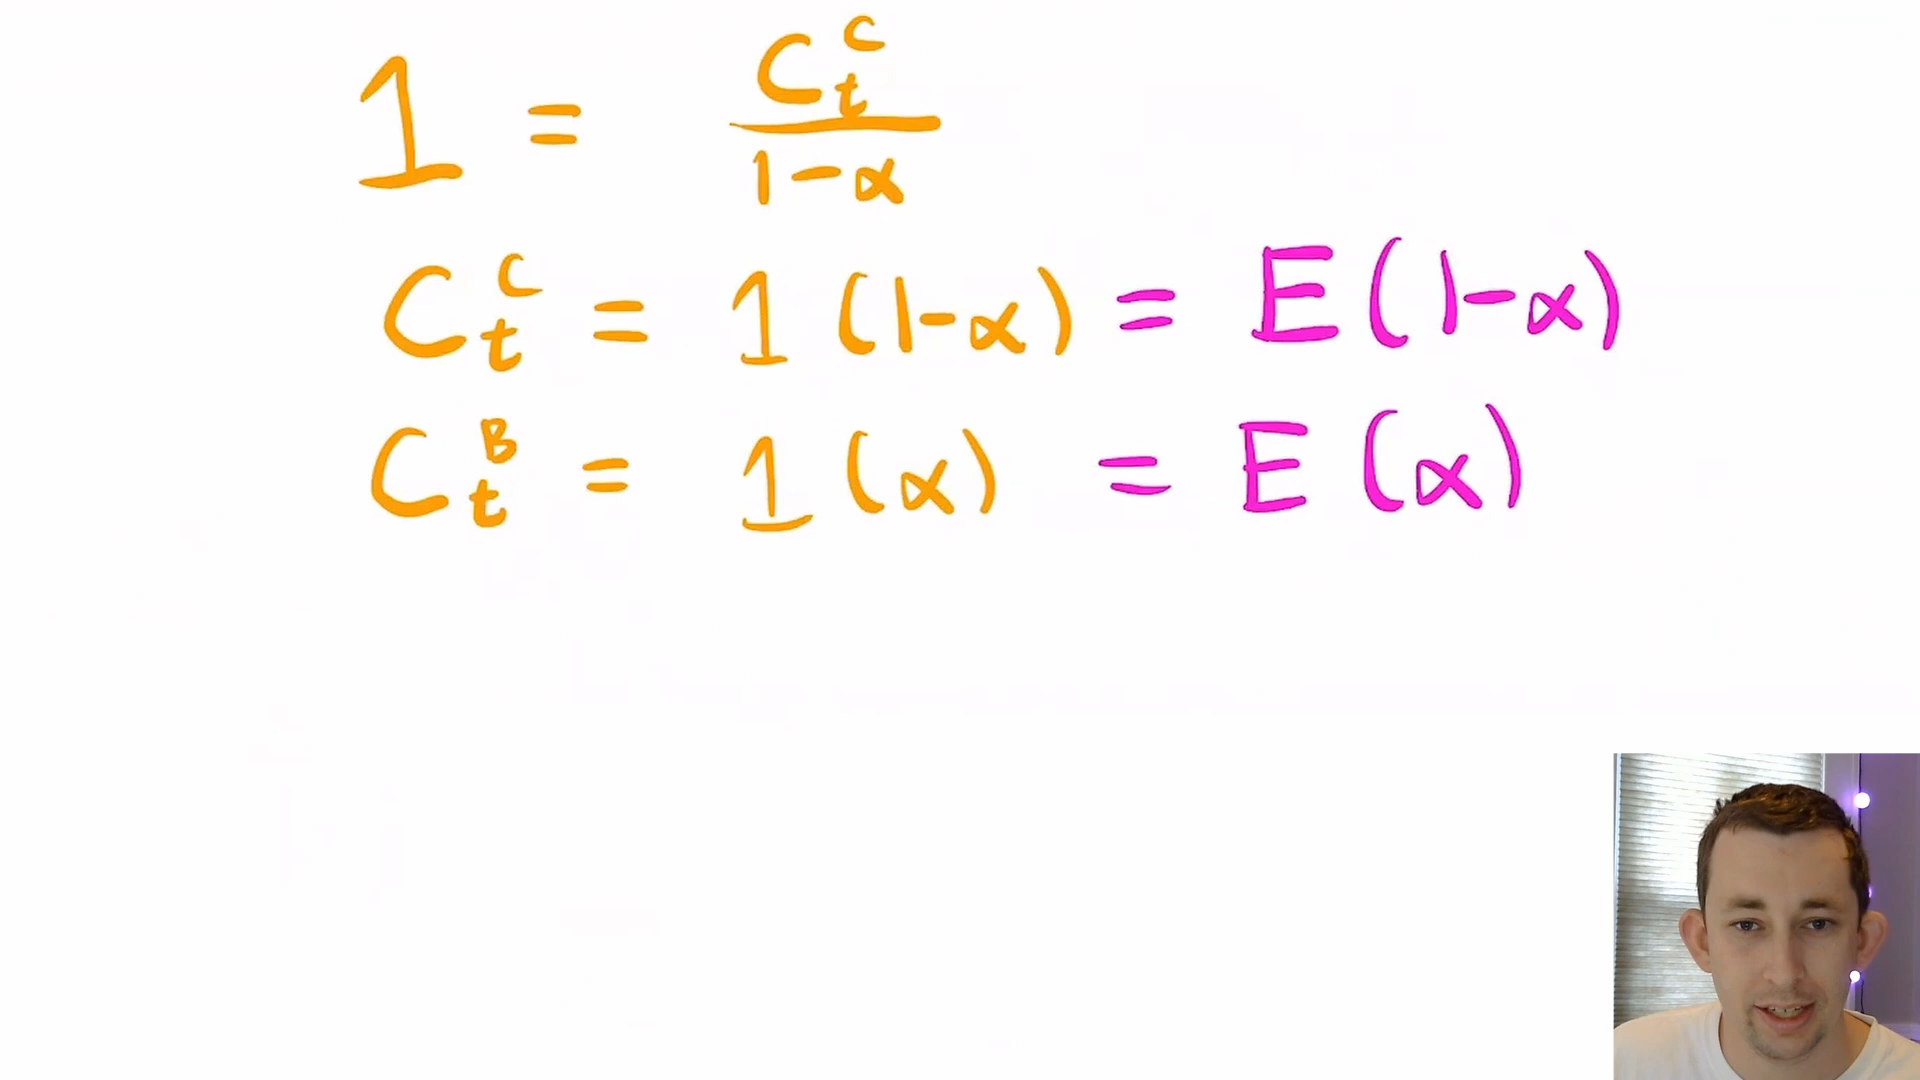 1 = C_t^C / (1-α)
C_t^C = 1 (1-α) = E(1-α)
C_t^B = 1 (α) = E (α)